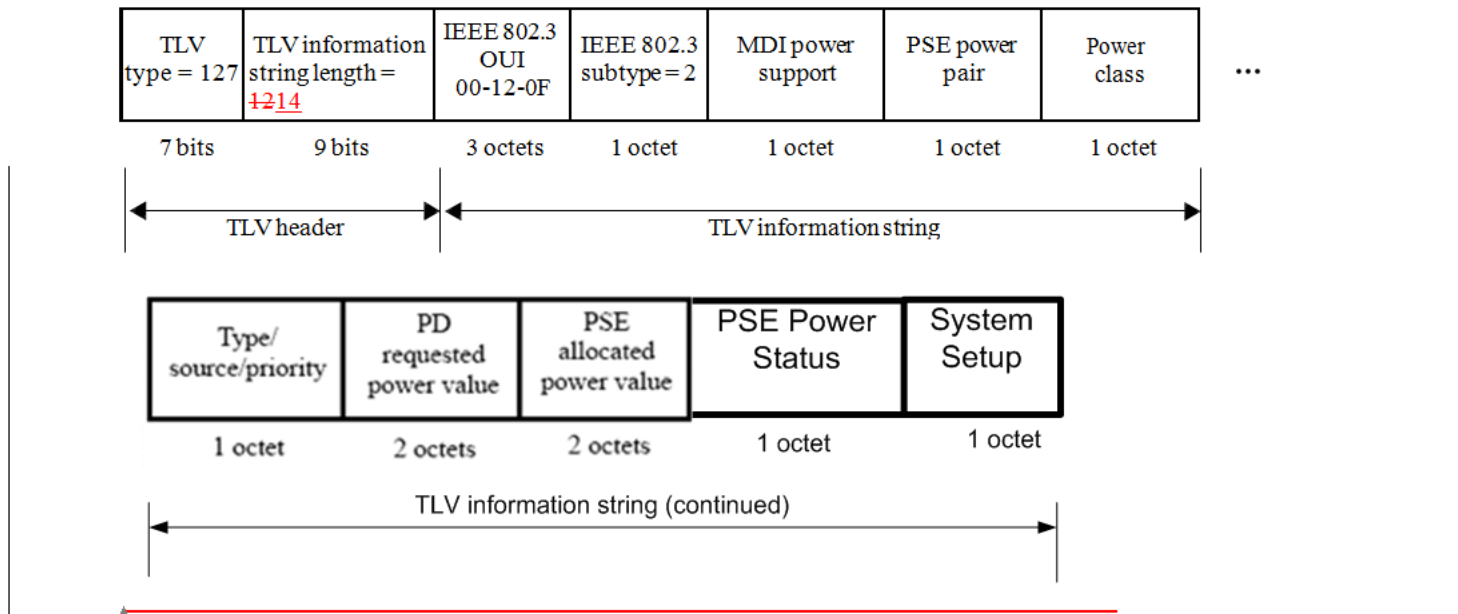 TLV type = 127
TLV information string length = 1214
IEEE 802.3 OUI 00-12-0F
IEEE 802.3 subtype = 2
MDI power support
PSE power pair
Power class
...
7 bits
9 bits
3 octets
1 octet
1 octet
1 octet
1 octet
TLV header
TLV information string
Type/ source/priority
PD requested power value
PSE allocated power value
PSE Power Status
System Setup
1 octet
2 octets
2 octets
1 octet
1 octet
TLV information string (continued)